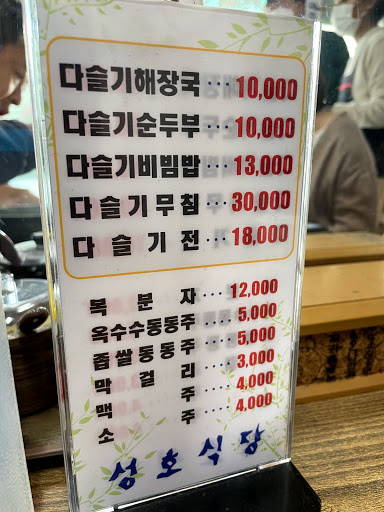 다슬기해장국 ··· 10,000
다슬기순두부 ··· 10,000
다슬기비빔밥 ··· 13,000
다슬기무침 ··· 30,000
다슬기전 ··· 18,000
복분자 ··· 12,000
옥수수동동주 ··· 5,000
좁쌀동동주 ··· 5,000
막걸리 ··· 3,000
맥주 ··· 4,000
소주 ··· 4,000
성호식당